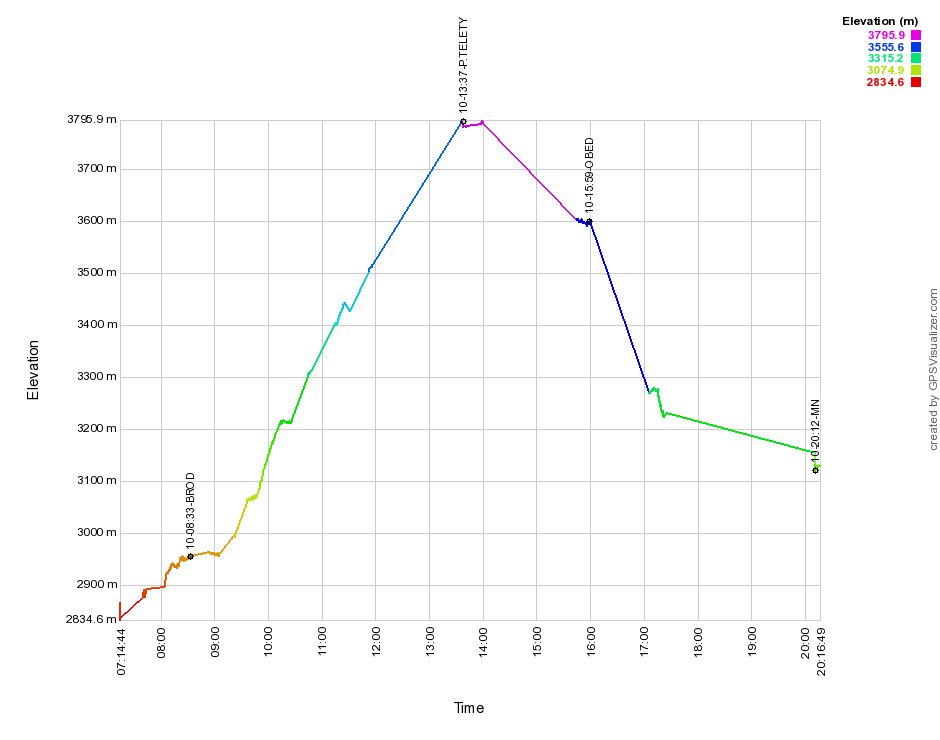 Elevation (m)
3795.9
3555.6
3315.2
3074.9
2834.6
10-13:37-P.TELETY
3795.9 m
10-15:59-OBED
3700 m
3600 m
3500 m
3400 m
3300 m
3200 m
3100 m
3000 m
2900 m
2834.6 m
10-20:12-MN
10-08:33-BROD
Elevation
created by GPSVisualizer.com
07:14:44
08:00
09:00
10:00
11:00
12:00
13:00
14:00
15:00
16:00
17:00
18:00
19:00
20:00
20:16:49
Time